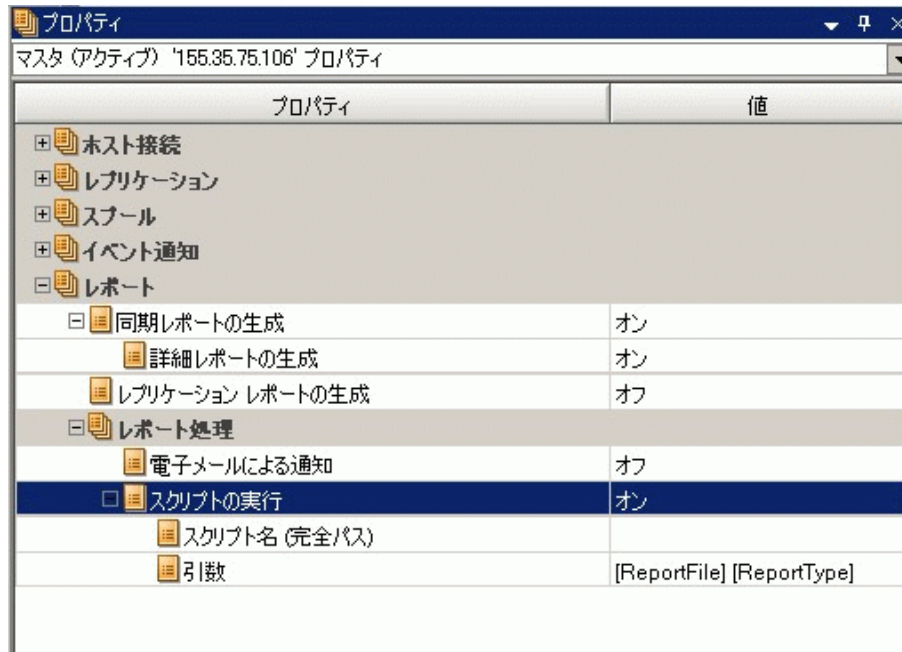 プロパティ
マスタ (アクティブ) '155.35.75.106' プロパティ
プロパティ 値
ホスト接続
レプリケーション
スプール
イベント通知
レポート
同期レポートの生成 オン
詳細レポートの生成 オン
レプリケーション レポートの生成 オフ
レポート処理
電子メールによる通知 オフ
スクリプトの実行 オン
スクリプト名 (完全パス)
引数 [ReportFile] [ReportType]